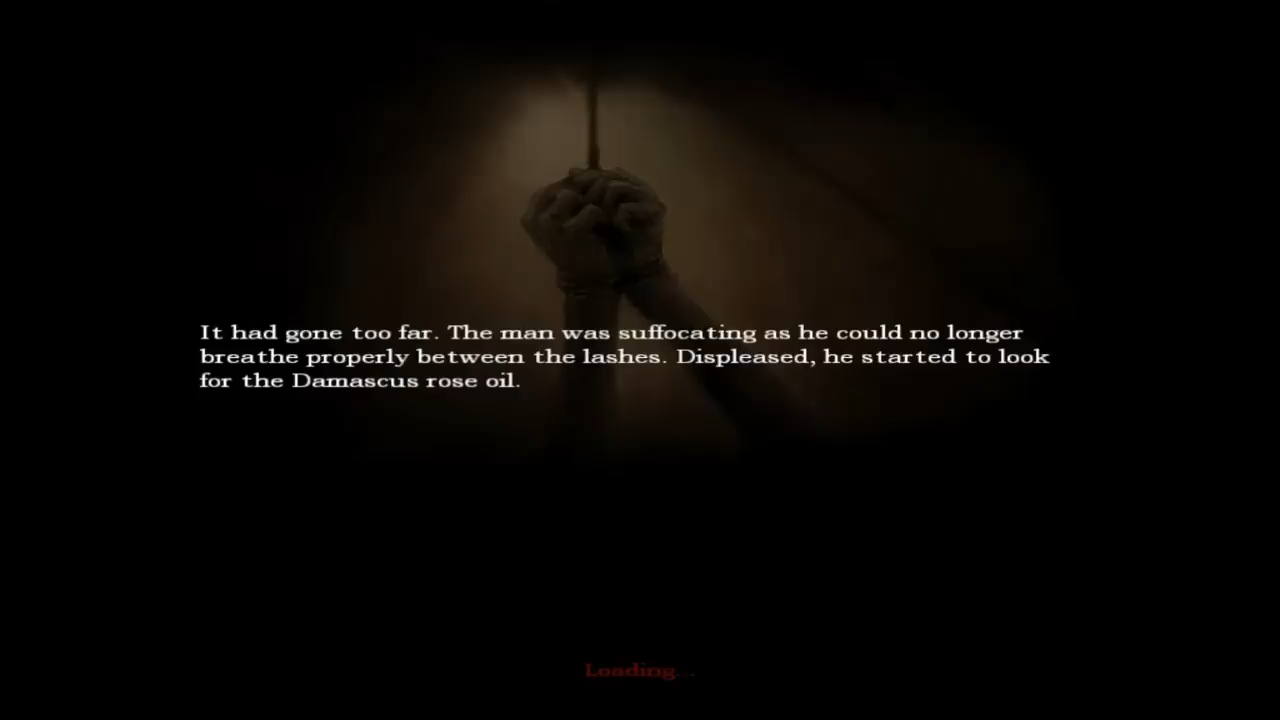 It had gone too far. The man was suffocating as he could no longer
breathe properly between the lashes. Displeased, he started to look
for the Damascus rose oil.
Loading...